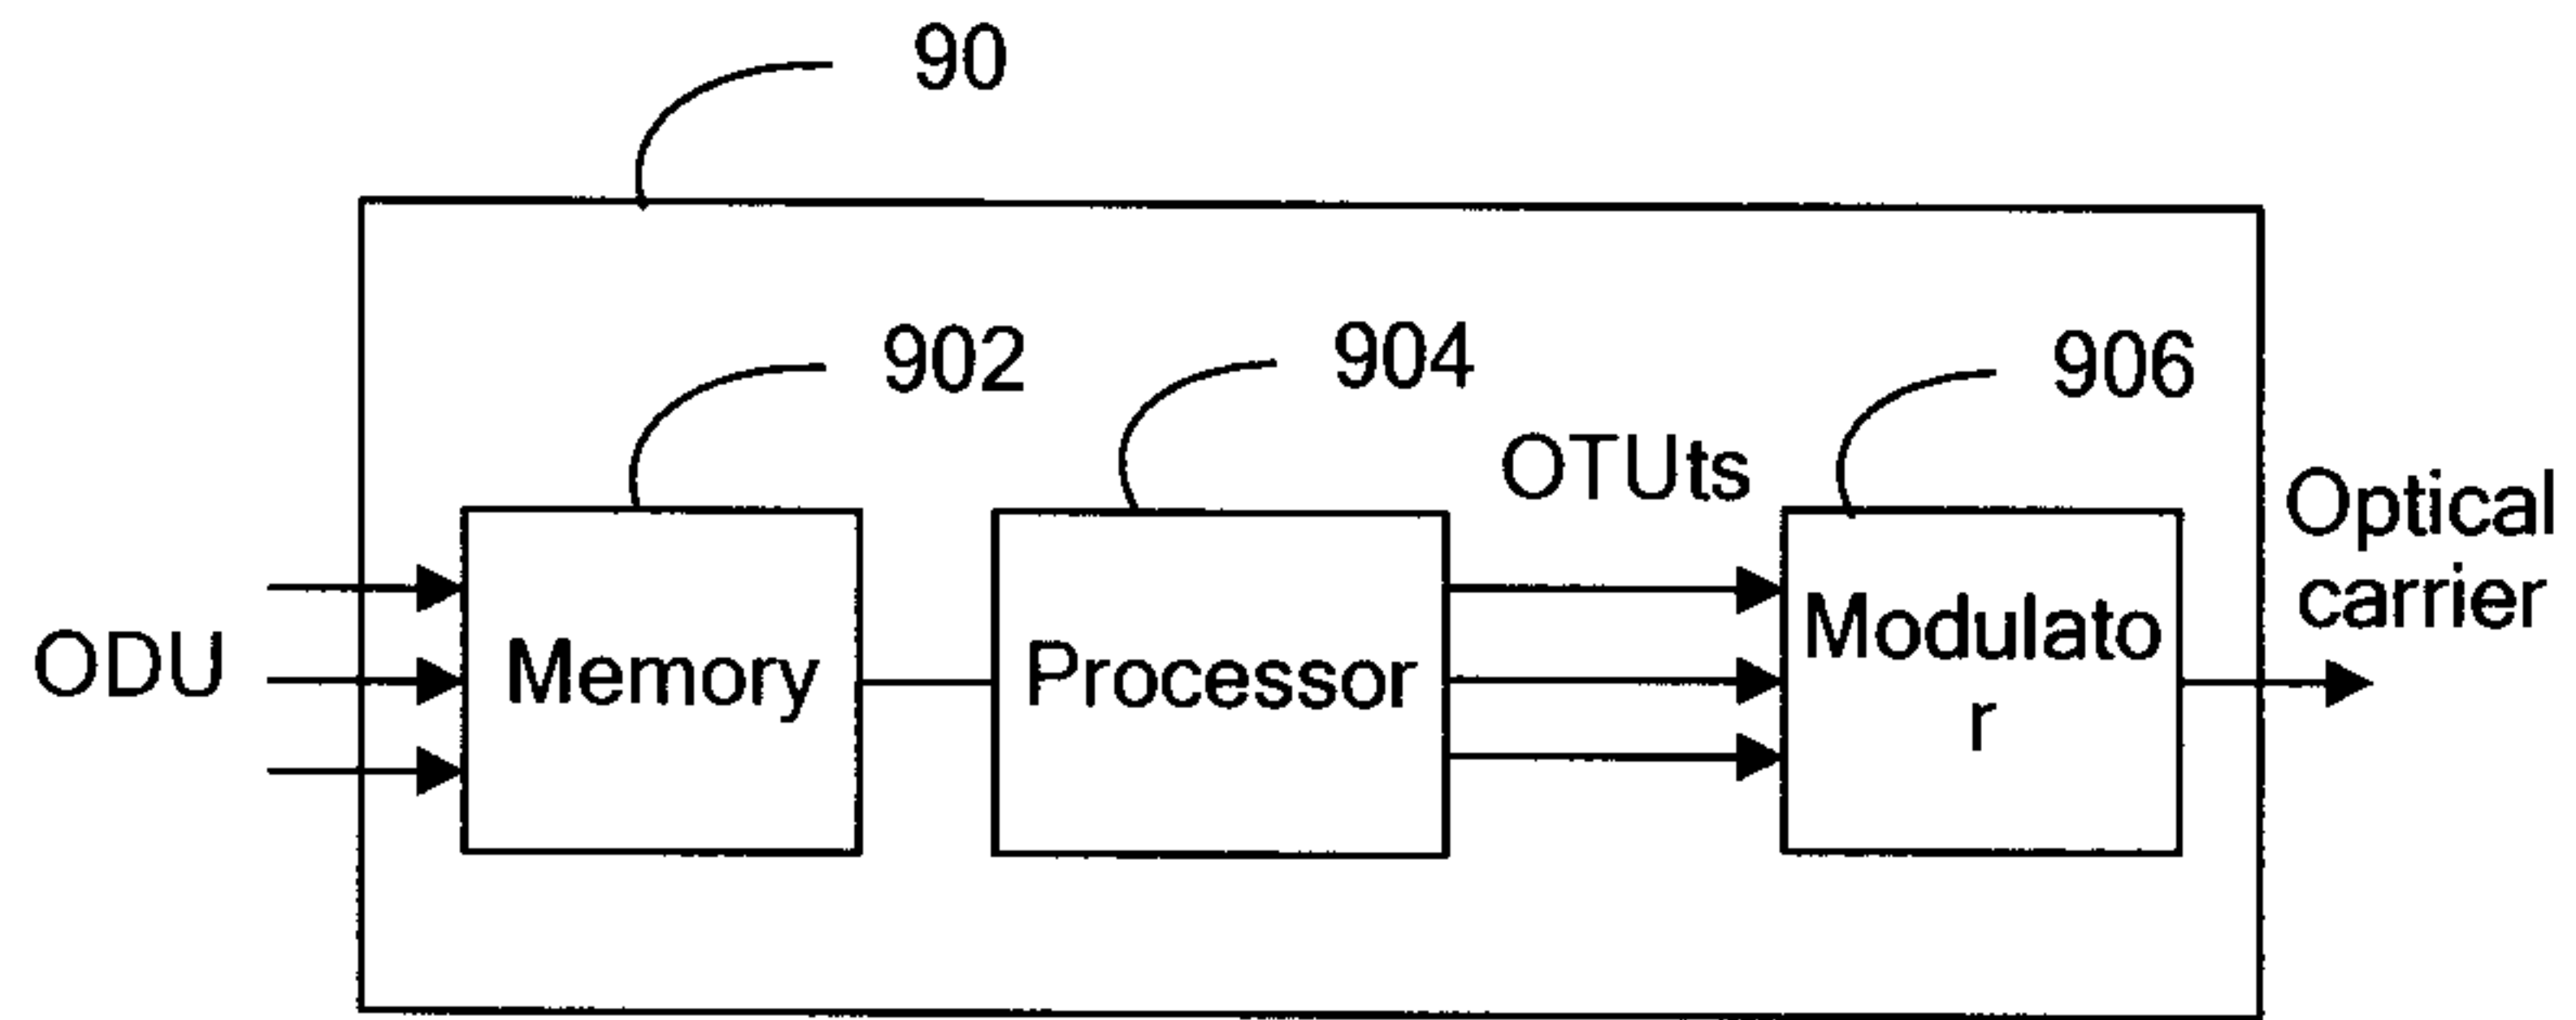 90
902
904
906
OTUts
Optical
carrier
ODU
Memory
Processor
Modulato
r